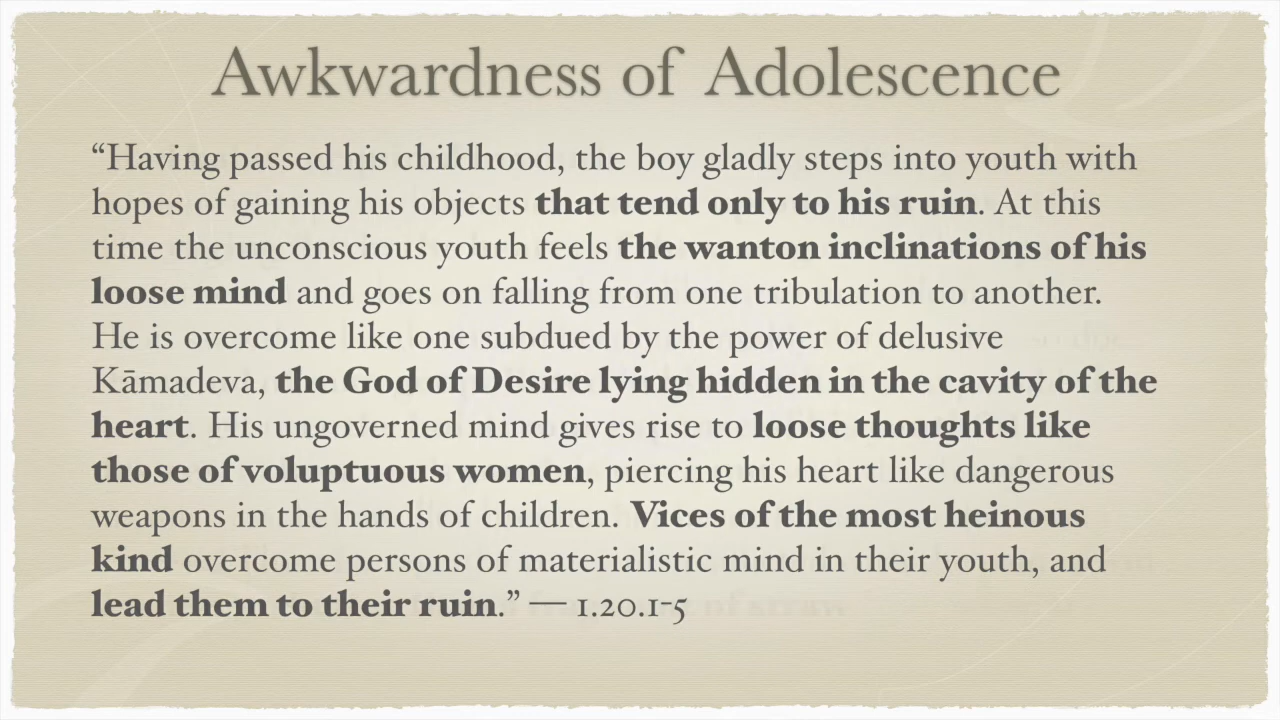 Awkwardness of Adolescence
“Having passed his childhood, the boy gladly steps into youth with
hopes of gaining his objects that tend only to his ruin. At this
time the unconscious youth feels the wanton inclinations of his
loose mind and goes on falling from one tribulation to another.
He is overcome like one subdued by the power of delusive
Kāmadeva, the God of Desire lying hidden in the cavity of the
heart. His ungoverned mind gives rise to loose thoughts like
those of voluptuous women, piercing his heart like dangerous
weapons in the hands of children. Vices of the most heinous
kind overcome persons of materialistic mind in their youth, and
lead them to their ruin.” — 1.20.1-5